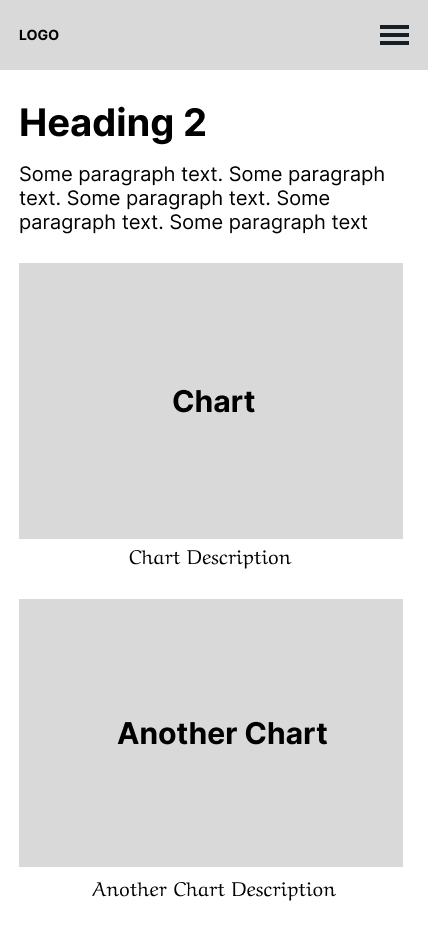 LOGO
Heading 2
Some paragraph text. Some paragraph
text. Some paragraph text. Some
paragraph text. Some paragraph text
Chart
Chart Description
Another Chart
Another Chart Description